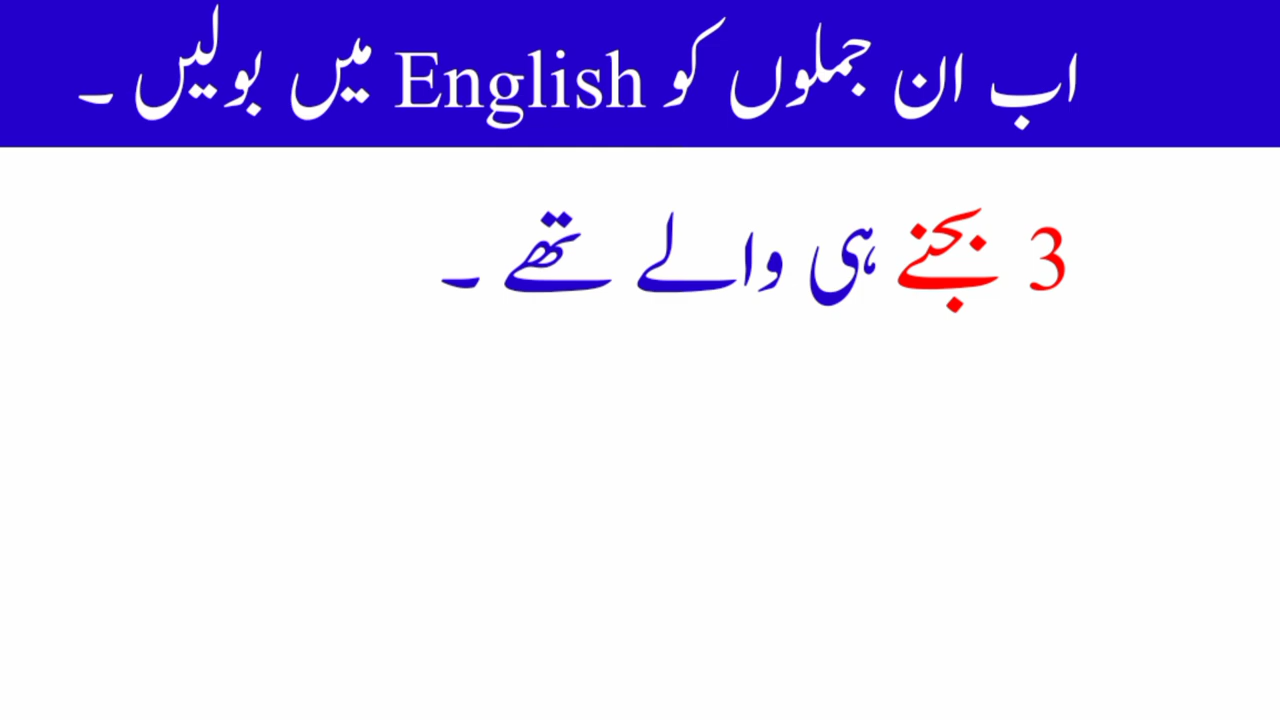 اب ان جملوں کو English میں بولیں ۔
3 بجنے ہی والے تھے ۔